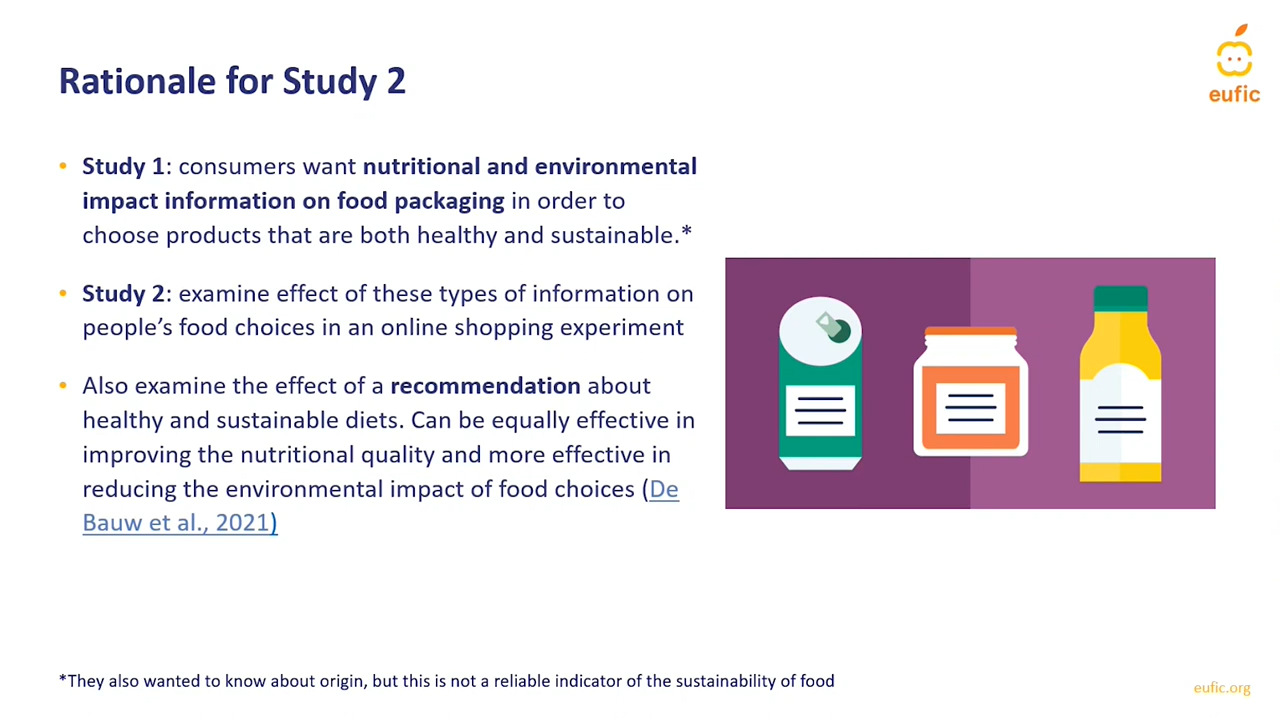 eufic
Rationale for Study 2
• Study 1: consumers want nutritional and environmental
impact information on food packaging in order to
choose products that are both healthy and sustainable.*
• Study 2: examine effect of these types of information on
people’s food choices in an online shopping experiment
• Also examine the effect of a recommendation about
healthy and sustainable diets. Can be equally effective in
improving the nutritional quality and more effective in
reducing the environmental impact of food choices (De
Bauw et al., 2021)
*They also wanted to know about origin, but this is not a reliable indicator of the sustainability of food
eufic.org